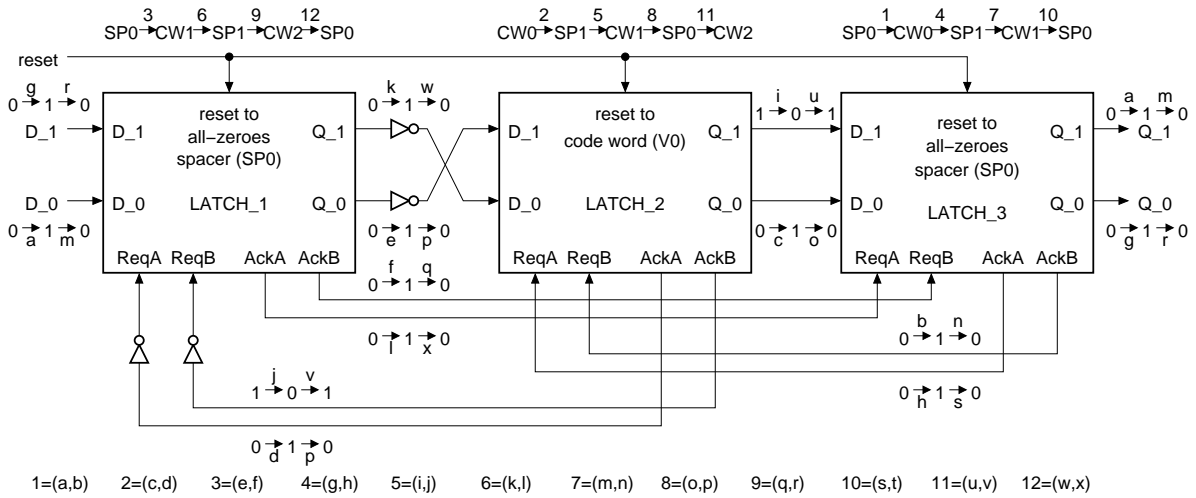 3 6 9 12
SP0 CW1 SP1 CW2 SP0
2 5 8 11
CW0 SP1 CW1 SP0 CW2
1 4 7 10
SP0 CW0 SP1 CW1 SP0
reset
g r
0 1 0
D_1
D_0
0 1 0
a m
reset to
all-zeroes
spacer (SP0)
D_1 Q_1
D_0 LATCH_1 Q_0
ReqA ReqB AckA AckB
k w
0 1 0
0 1 0
e p
f q
0 1 0
0 1 0
l x
reset to
code word (V0)
D_1 Q_1
D_0 LATCH_2 Q_0
ReqA ReqB AckA AckB
i u
1 0 1
0 1 0
c o
reset to
all-zeroes
spacer (SP0)
D_1 Q_1
D_0 Q_0
LATCH_3
ReqA ReqB AckA AckB
a m
0 1 0
Q_1
Q_0
0 1 0
g r
b n
0 1 0
0 1 0
h s
j v
1 0 1
0 1 0
d p
1=(a,b) 2=(c,d) 3=(e,f) 4=(g,h) 5=(i,j) 6=(k,l) 7=(m,n) 8=(o,p) 9=(q,r) 10=(s,t) 11=(u,v) 12=(w,x)